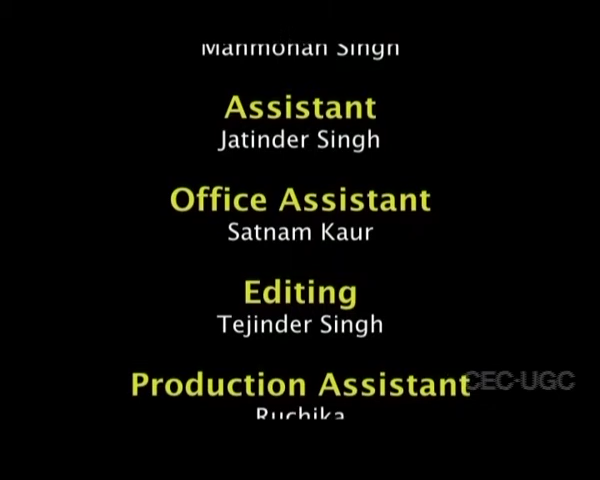 Manmohan Singh
Assistant
Jatinder Singh
Office Assistant
Satnam Kaur
Editing
Tejinder Singh
Production Assistant
CEC-UGC
Ruchika